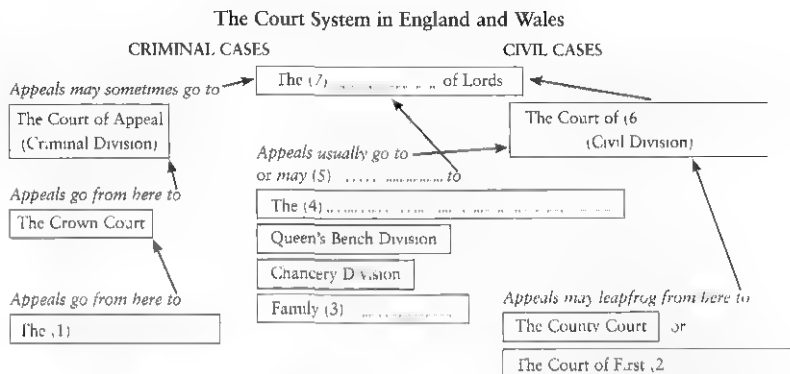 The Court System in England and Wales
CRIMINAL CASES
CIVIL CASES
Appeals may sometimes go to
The (7) ............ of Lords
The Court of Appeal
(Criminal Division)
The Court of (6
(Civil Division)
Appeals usually go to
or may (5) ............ to
Appeals go from here to
The Crown Court
The (4) ............
Queen's Bench Division
Chancery Division
Family (3) ............
Appeals go from here to
The (1)
Appeals may leapfrog from here to
The County Court or
The Court of First (2